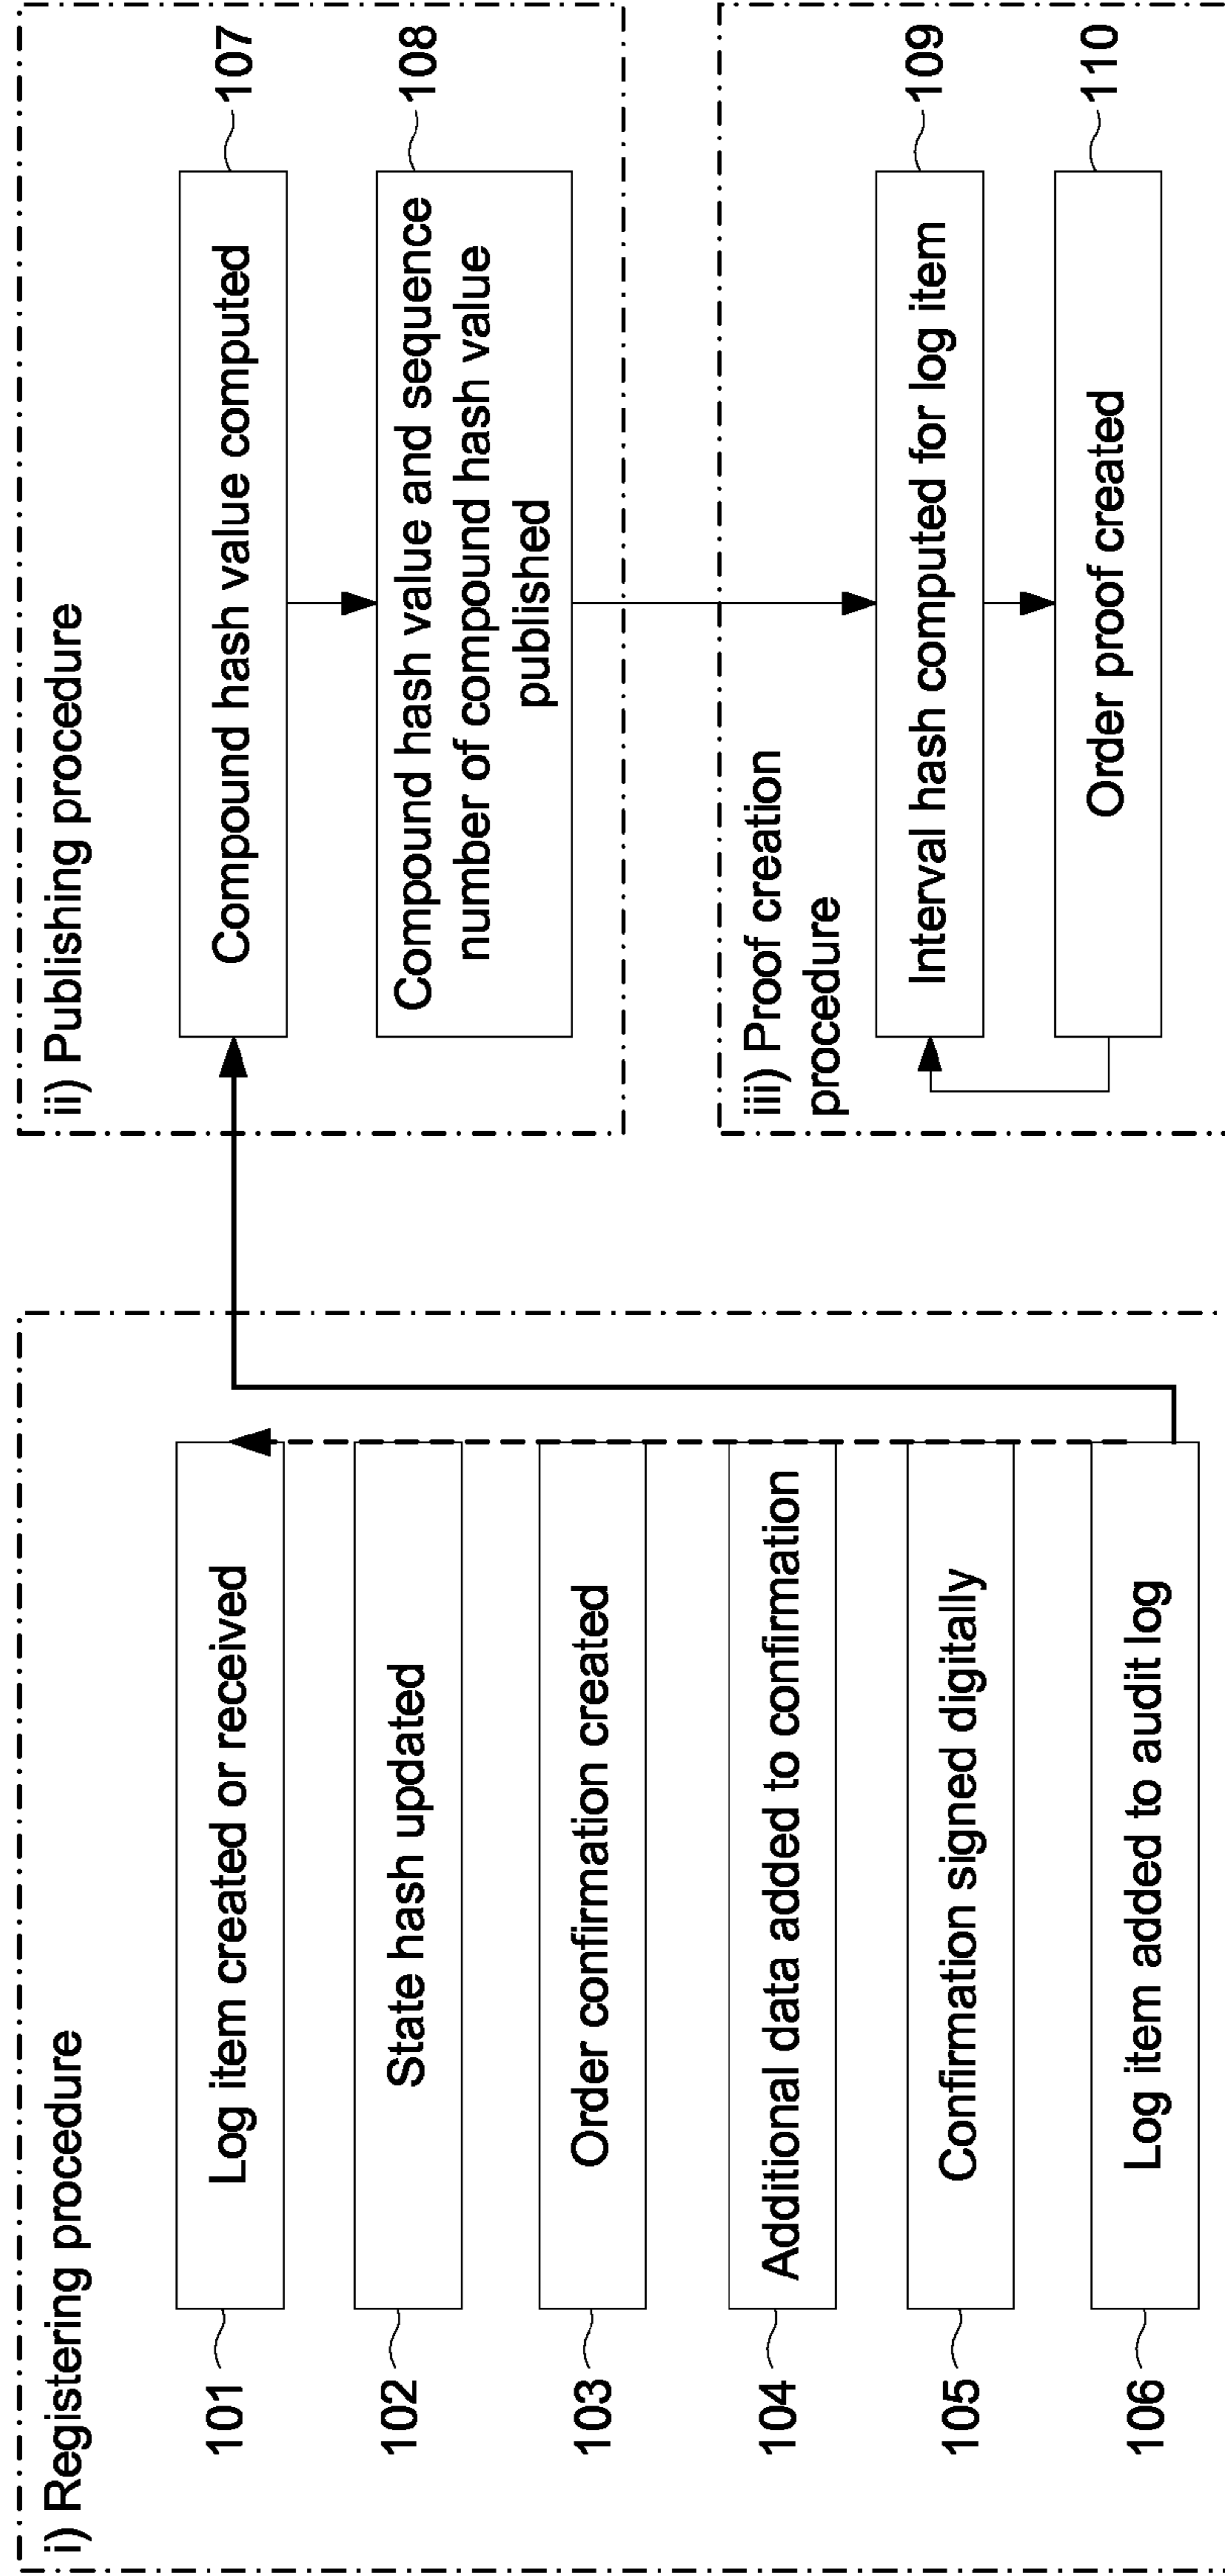 i) Registering procedure
101
Log item created or received
102
State hash updated
103
Order confirmation created
104
Additional data added to confirmation
105
Confirmation signed digitally
106
Log item added to audit log
ii) Publishing procedure
Compound hash value computed
107
Compound hash value and sequence
number of compound hash value
published
108
iii) Proof creation
procedure
Interval hash computed for log item
109
Order proof created
110